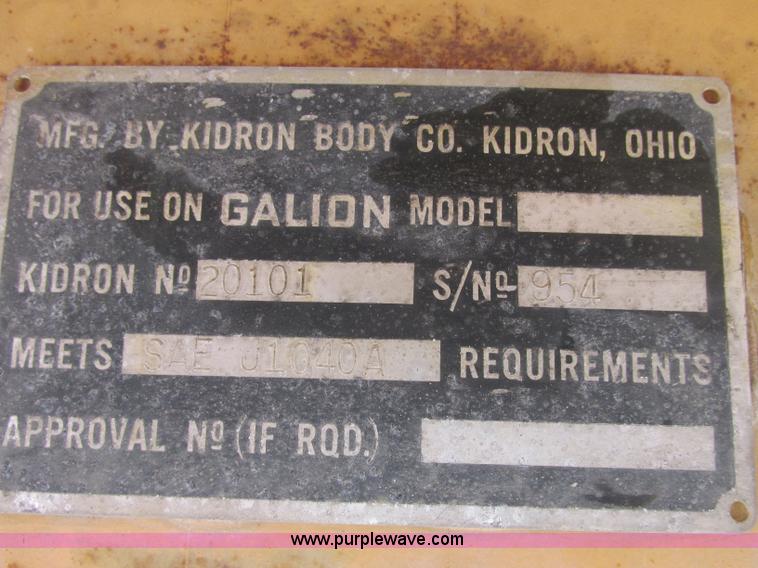 MFG. BY KIDRON BODY CO. KIDRON, OHIO
FOR USE ON GALION MODEL
KIDRON Nº 20101 S/Nº 954
MEETS SAE J1040A REQUIREMENTS
APPROVAL Nº (IF RQD.)
www.purplewave.com